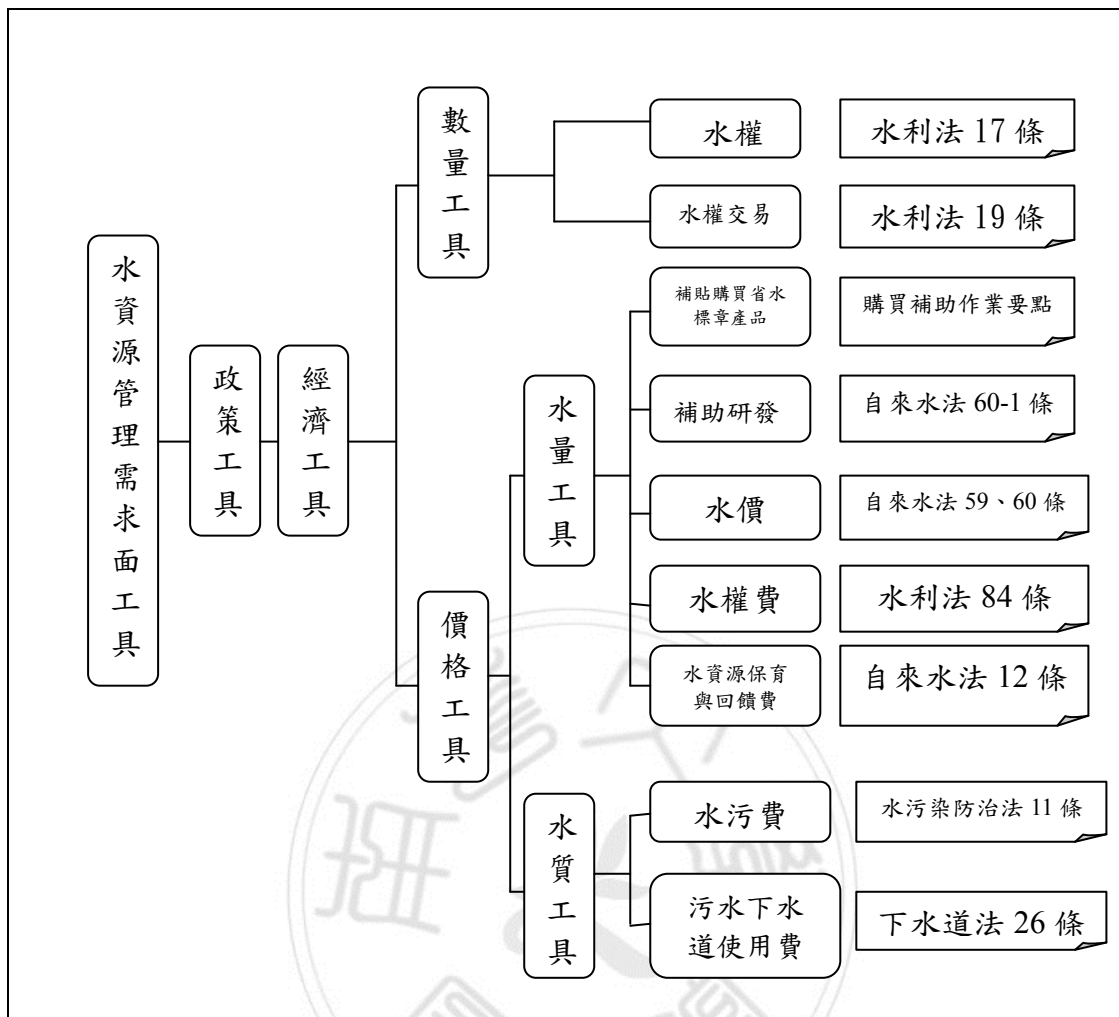 水資源管理需求面工具
政策工具
經濟工具
數量工具
水權
水利法 17 條
水權交易
水利法 19 條
價格工具
水量工具
補貼購買省水
標章產品
購買補助作業要點
補助研發
自來水法 60-1 條
水價
自來水法 59、60 條
水權費
水利法 84 條
水資源保育
與回饋費
自來水法 12 條
水質工具
水污費
水污染防治法 11 條
污水下水
道使用費
下水道法 26 條